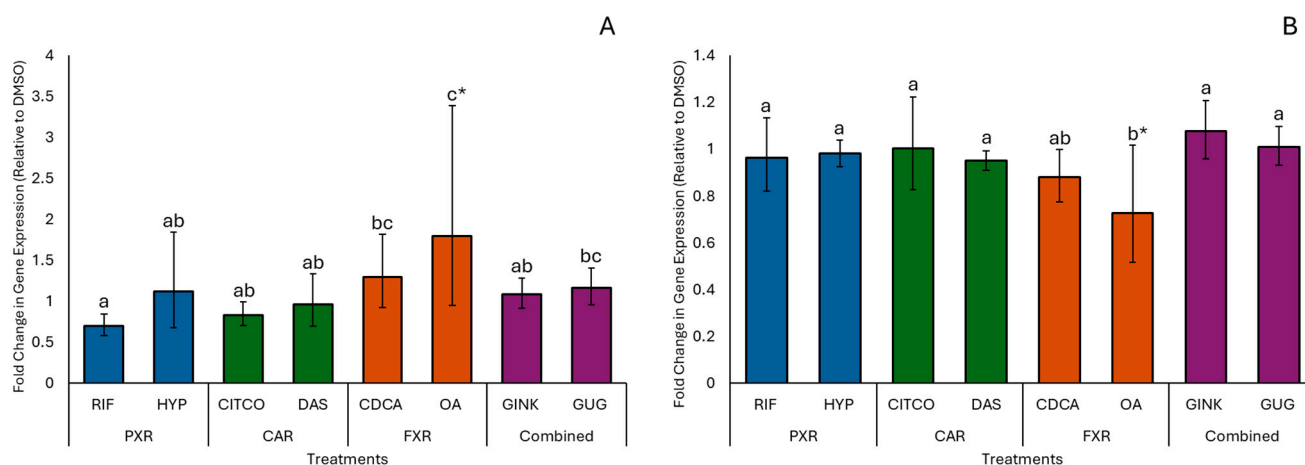 A
Fold Change in Gene Expression (Relative to DMSO)
4
3.5
3
2.5
2
1.5
1
0.5
0
a
ab
ab
ab
bc
c*
ab
bc
RIF HYP CITCO DAS CDCA OA GINK GUG
PXR CAR FXR Combined
Treatments
B
Fold Change in Gene Expression (Relative to DMSO)
1.4
1.2
1
0.8
0.6
0.4
0.2
0
a
a
a
a
ab
b*
a
a
RIF HYP CITCO DAS CDCA OA GINK GUG
PXR CAR FXR Combined
Treatments